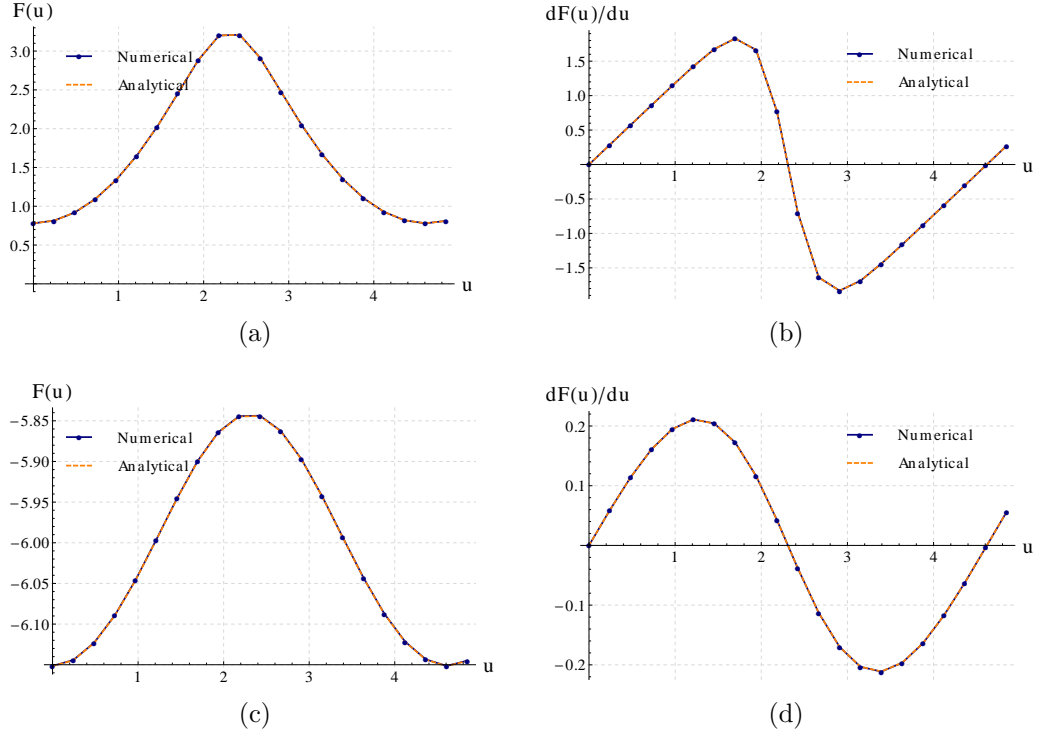 F(u)
3.0
2.5
2.0
1.5
1.0
0.5
1 2 3 4 u
Numerical
Analytical
(a)
dF(u)/du
1.5
1.0
0.5
−0.5
−1.0
−1.5
1 2 3 4 u
Numerical
Analytical
(b)
F(u)
−5.85
−5.90
−5.95
−6.00
−6.05
−6.10
1 2 3 4 u
Numerical
Analytical
(c)
dF(u)/du
0.2
0.1
−0.1
−0.2
1 2 3 4 u
Numerical
Analytical
(d)